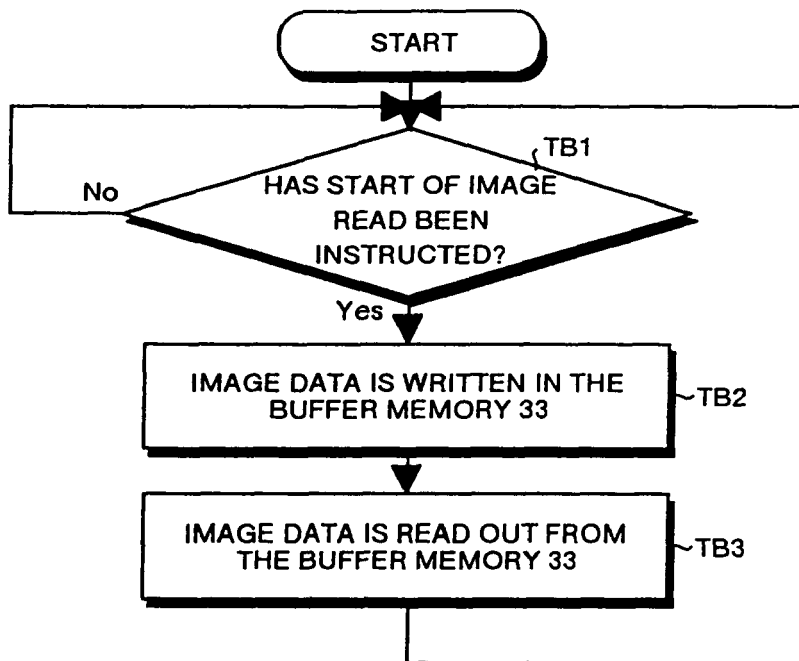 START
TB1
HAS START OF IMAGE
READ BEEN
INSTRUCTED?
No
Yes
IMAGE DATA IS WRITTEN IN THE
BUFFER MEMORY 33
TB2
IMAGE DATA IS READ OUT FROM
THE BUFFER MEMORY 33
TB3